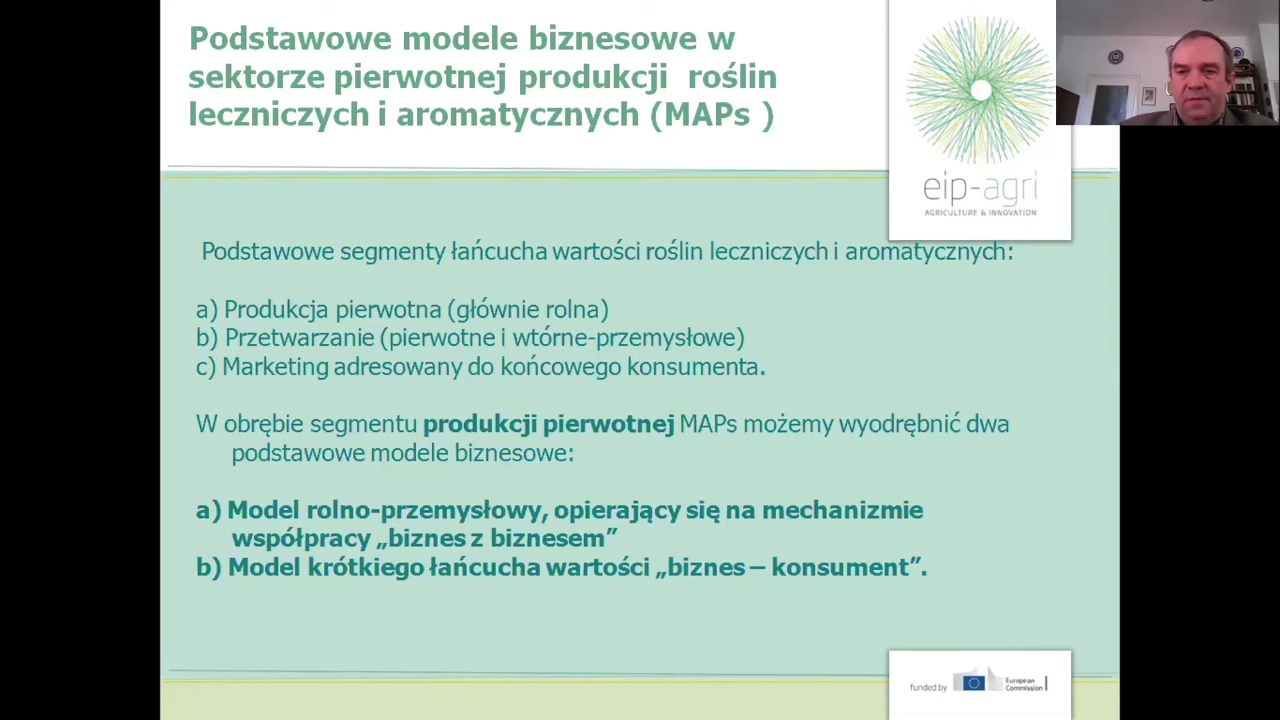 Podstawowe modele biznesowe w
sektorze pierwotnej produkcji roślin
leczniczych i aromatycznych (MAPs )
eip-agri
AGRICULTURE & INNOVATION
Podstawowe segmenty łańcucha wartości roślin leczniczych i aromatycznych:
a) Produkcja pierwotna (głównie rolna)
b) Przetwarzanie (pierwotne i wtórne-przemysłowe)
c) Marketing adresowany do końcowego konsumenta.
W obrębie segmentu produkcji pierwotnej MAPs możemy wyodrębnić dwa
podstawowe modele biznesowe:
a) Model rolno-przemysłowy, opierający się na mechanizmie
współpracy „biznes z biznesem”
b) Model krótkiego łańcucha wartości „biznes – konsument”.
funded by
European
Commission